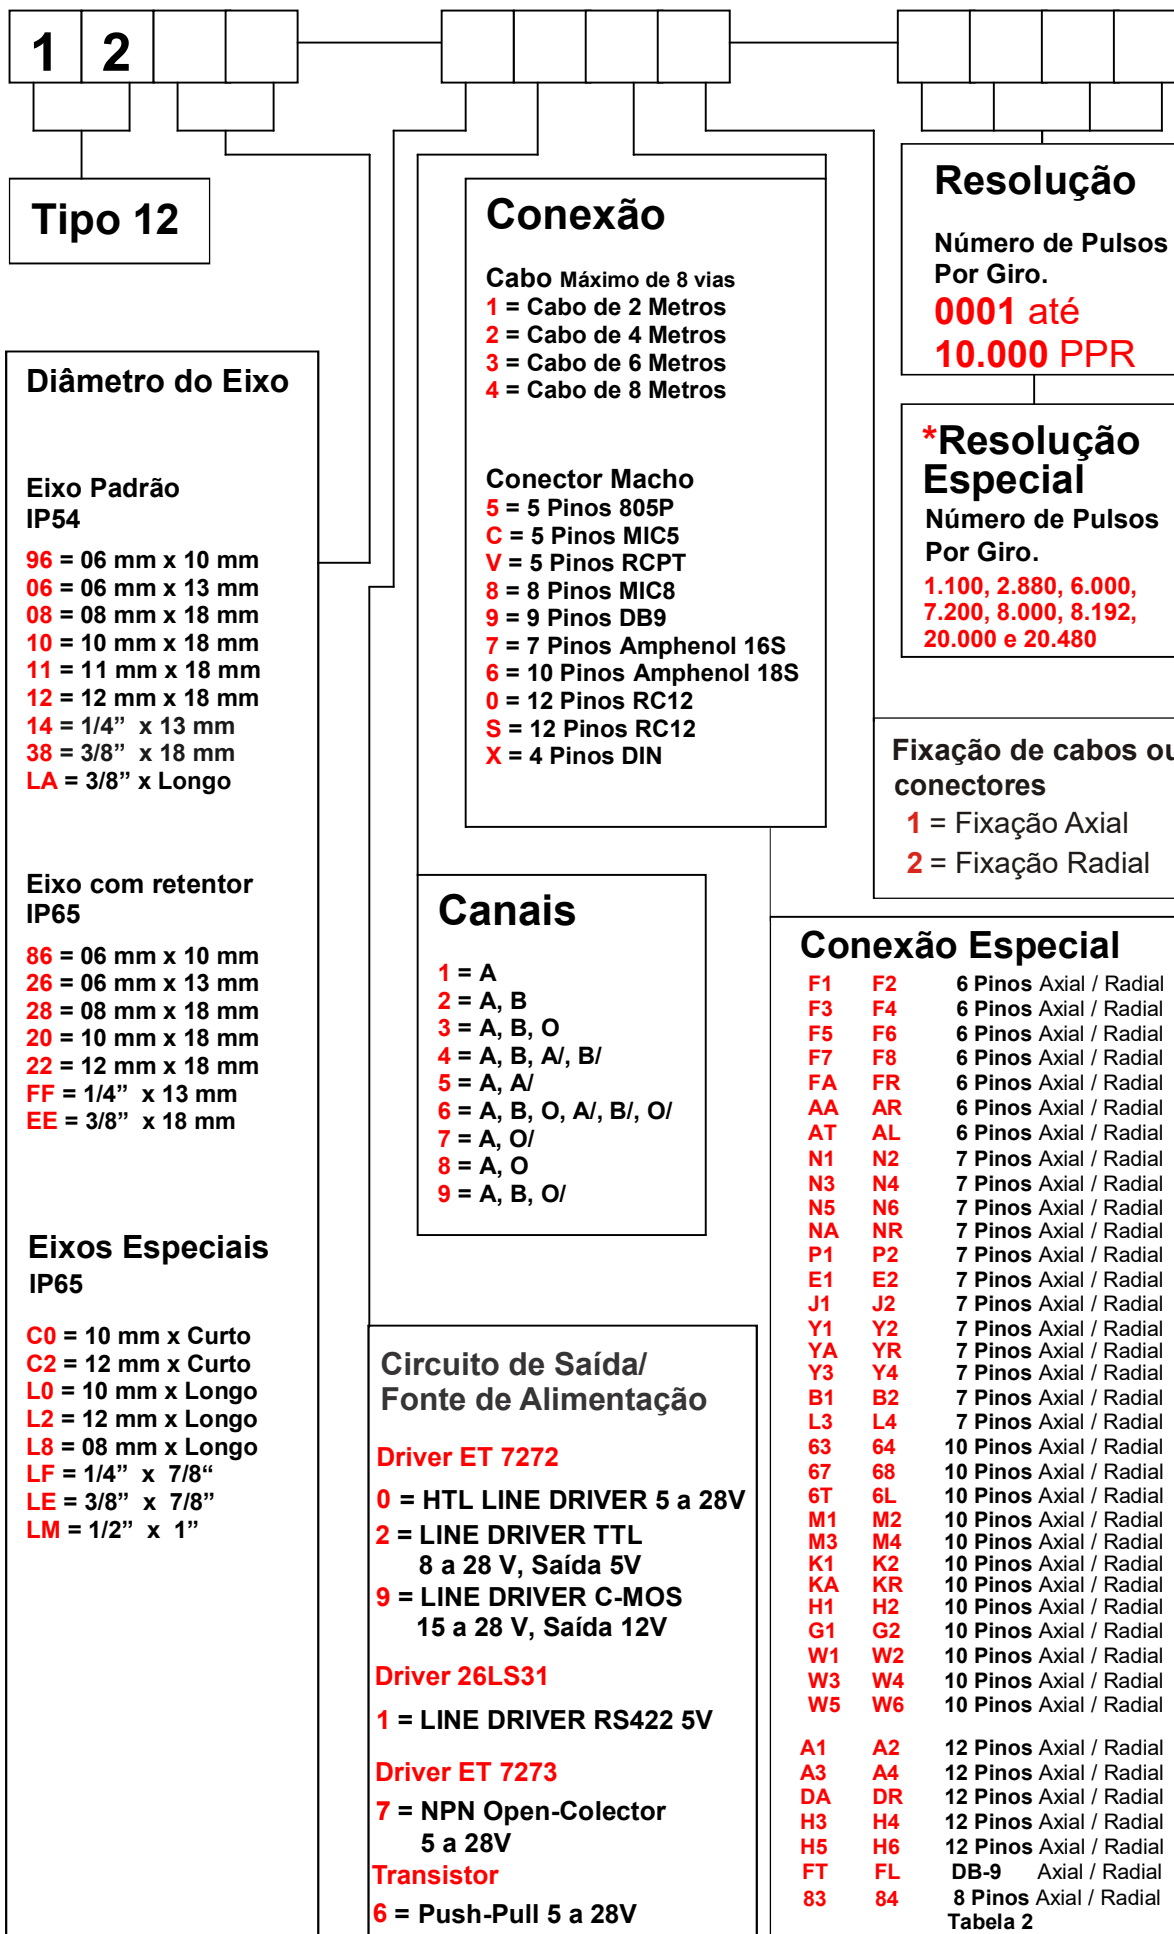 1 2
Tipo 12
Diâmetro do Eixo
Eixo Padrão
IP54
96 = 06 mm x 10 mm
06 = 06 mm x 13 mm
08 = 08 mm x 18 mm
10 = 10 mm x 18 mm
11 = 11 mm x 18 mm
12 = 12 mm x 18 mm
14 = 1/4” x 13 mm
38 = 3/8” x 18 mm
LA = 3/8” x Longo
Eixo com retentor
IP65
86 = 06 mm x 10 mm
26 = 06 mm x 13 mm
28 = 08 mm x 18 mm
20 = 10 mm x 18 mm
22 = 12 mm x 18 mm
FF = 1/4” x 13 mm
EE = 3/8” x 18 mm
Eixos Especiais
IP65
C0 = 10 mm x Curto
C2 = 12 mm x Curto
L0 = 10 mm x Longo
L2 = 12 mm x Longo
L8 = 08 mm x Longo
LF = 1/4” x 7/8“
LE = 3/8” x 7/8”
LM = 1/2” x 1”
Conexão
Cabo Máximo de 8 vias
1 = Cabo de 2 Metros
2 = Cabo de 4 Metros
3 = Cabo de 6 Metros
4 = Cabo de 8 Metros
Conector Macho
5 = 5 Pinos 805P
C = 5 Pinos MIC5
V = 5 Pinos RCPT
8 = 8 Pinos MIC8
9 = 9 Pinos DB9
7 = 7 Pinos Amphenol 16S
6 = 10 Pinos Amphenol 18S
0 = 12 Pinos RC12
S = 12 Pinos RC12
X = 4 Pinos DIN
Canais
1 = A
2 = A, B
3 = A, B, O
4 = A, B, A/, B/
5 = A, A/
6 = A, B, O, A/, B/, O/
7 = A, O/
8 = A, O
9 = A, B, O/
Circuito de Saída/
Fonte de Alimentação
Driver ET 7272
0 = HTL LINE DRIVER 5 a 28V
2 = LINE DRIVER TTL
8 a 28 V, Saída 5V
9 = LINE DRIVER C-MOS
15 a 28 V, Saída 12V
Driver 26LS31
1 = LINE DRIVER RS422 5V
Driver ET 7273
7 = NPN Open-Colector
5 a 28V
Transistor
6 = Push-Pull 5 a 28V
Resolução
Número de Pulsos
Por Giro.
0001 até
10.000 PPR
*Resolução
Especial
Número de Pulsos
Por Giro.
1.100, 2.880, 6.000,
7.200, 8.000, 8.192,
20.000 e 20.480
Fixação de cabos ou
conectores
1 = Fixação Axial
2 = Fixação Radial
Conexão Especial
F1 F2 6 Pinos Axial / Radial
F3 F4 6 Pinos Axial / Radial
F5 F6 6 Pinos Axial / Radial
F7 F8 6 Pinos Axial / Radial
FA FR 6 Pinos Axial / Radial
AA AR 6 Pinos Axial / Radial
AT AL 6 Pinos Axial / Radial
N1 N2 7 Pinos Axial / Radial
N3 N4 7 Pinos Axial / Radial
N5 N6 7 Pinos Axial / Radial
NA NR 7 Pinos Axial / Radial
P1 P2 7 Pinos Axial / Radial
E1 E2 7 Pinos Axial / Radial
J1 J2 7 Pinos Axial / Radial
Y1 Y2 7 Pinos Axial / Radial
YA YR 7 Pinos Axial / Radial
Y3 Y4 7 Pinos Axial / Radial
B1 B2 7 Pinos Axial / Radial
L3 L4 7 Pinos Axial / Radial
63 64 10 Pinos Axial / Radial
67 68 10 Pinos Axial / Radial
6T 6L 10 Pinos Axial / Radial
M1 M2 10 Pinos Axial / Radial
M3 M4 10 Pinos Axial / Radial
K1 K2 10 Pinos Axial / Radial
KA KR 10 Pinos Axial / Radial
H1 H2 10 Pinos Axial / Radial
G1 G2 10 Pinos Axial / Radial
W1 W2 10 Pinos Axial / Radial
W3 W4 10 Pinos Axial / Radial
W5 W6 10 Pinos Axial / Radial
A1 A2 12 Pinos Axial / Radial
A3 A4 12 Pinos Axial / Radial
DA DR 12 Pinos Axial / Radial
H3 H4 12 Pinos Axial / Radial
H5 H6 12 Pinos Axial / Radial
FT FL DB-9 Axial / Radial
83 84 8 Pinos Axial / Radial
Tabela 2